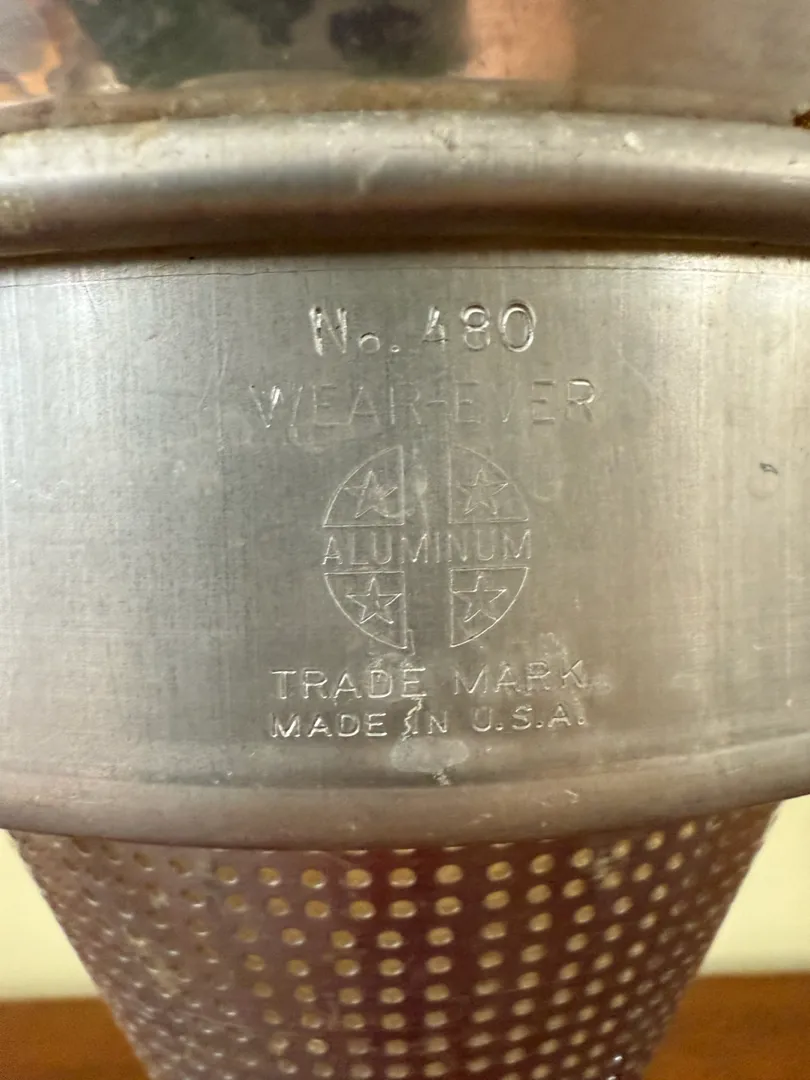 No. 480
WEAR-EVER
ALUMINUM
TRADE MARK
MADE IN U.S.A.